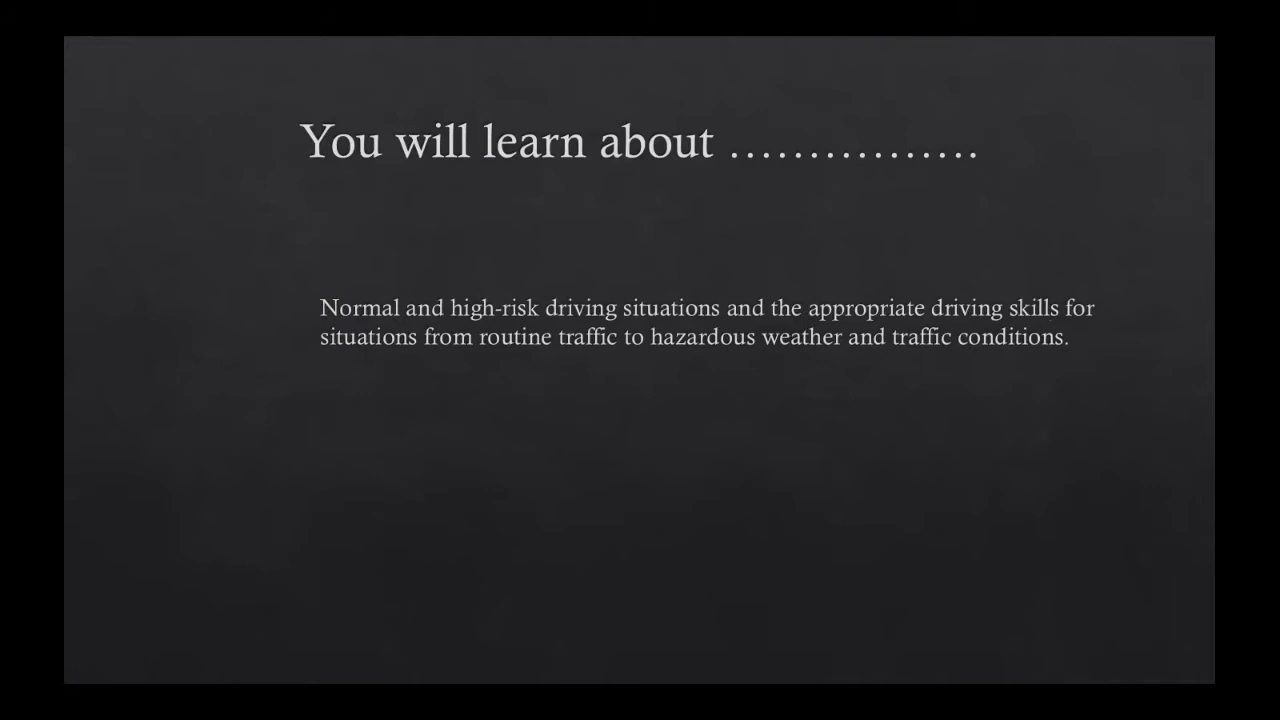 You will learn about ................
Normal and high-risk driving situations and the appropriate driving skills for
situations from routine traffic to hazardous weather and traffic conditions.